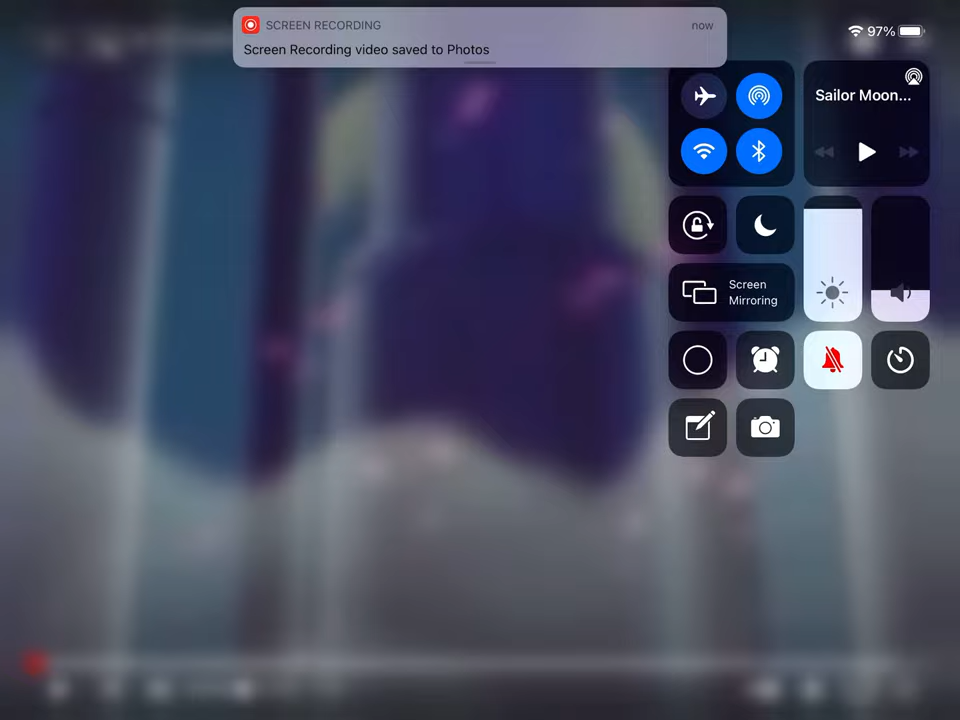 SCREEN RECORDING now
Screen Recording video saved to Photos
97%
Sailor Moon...
Screen
Mirroring